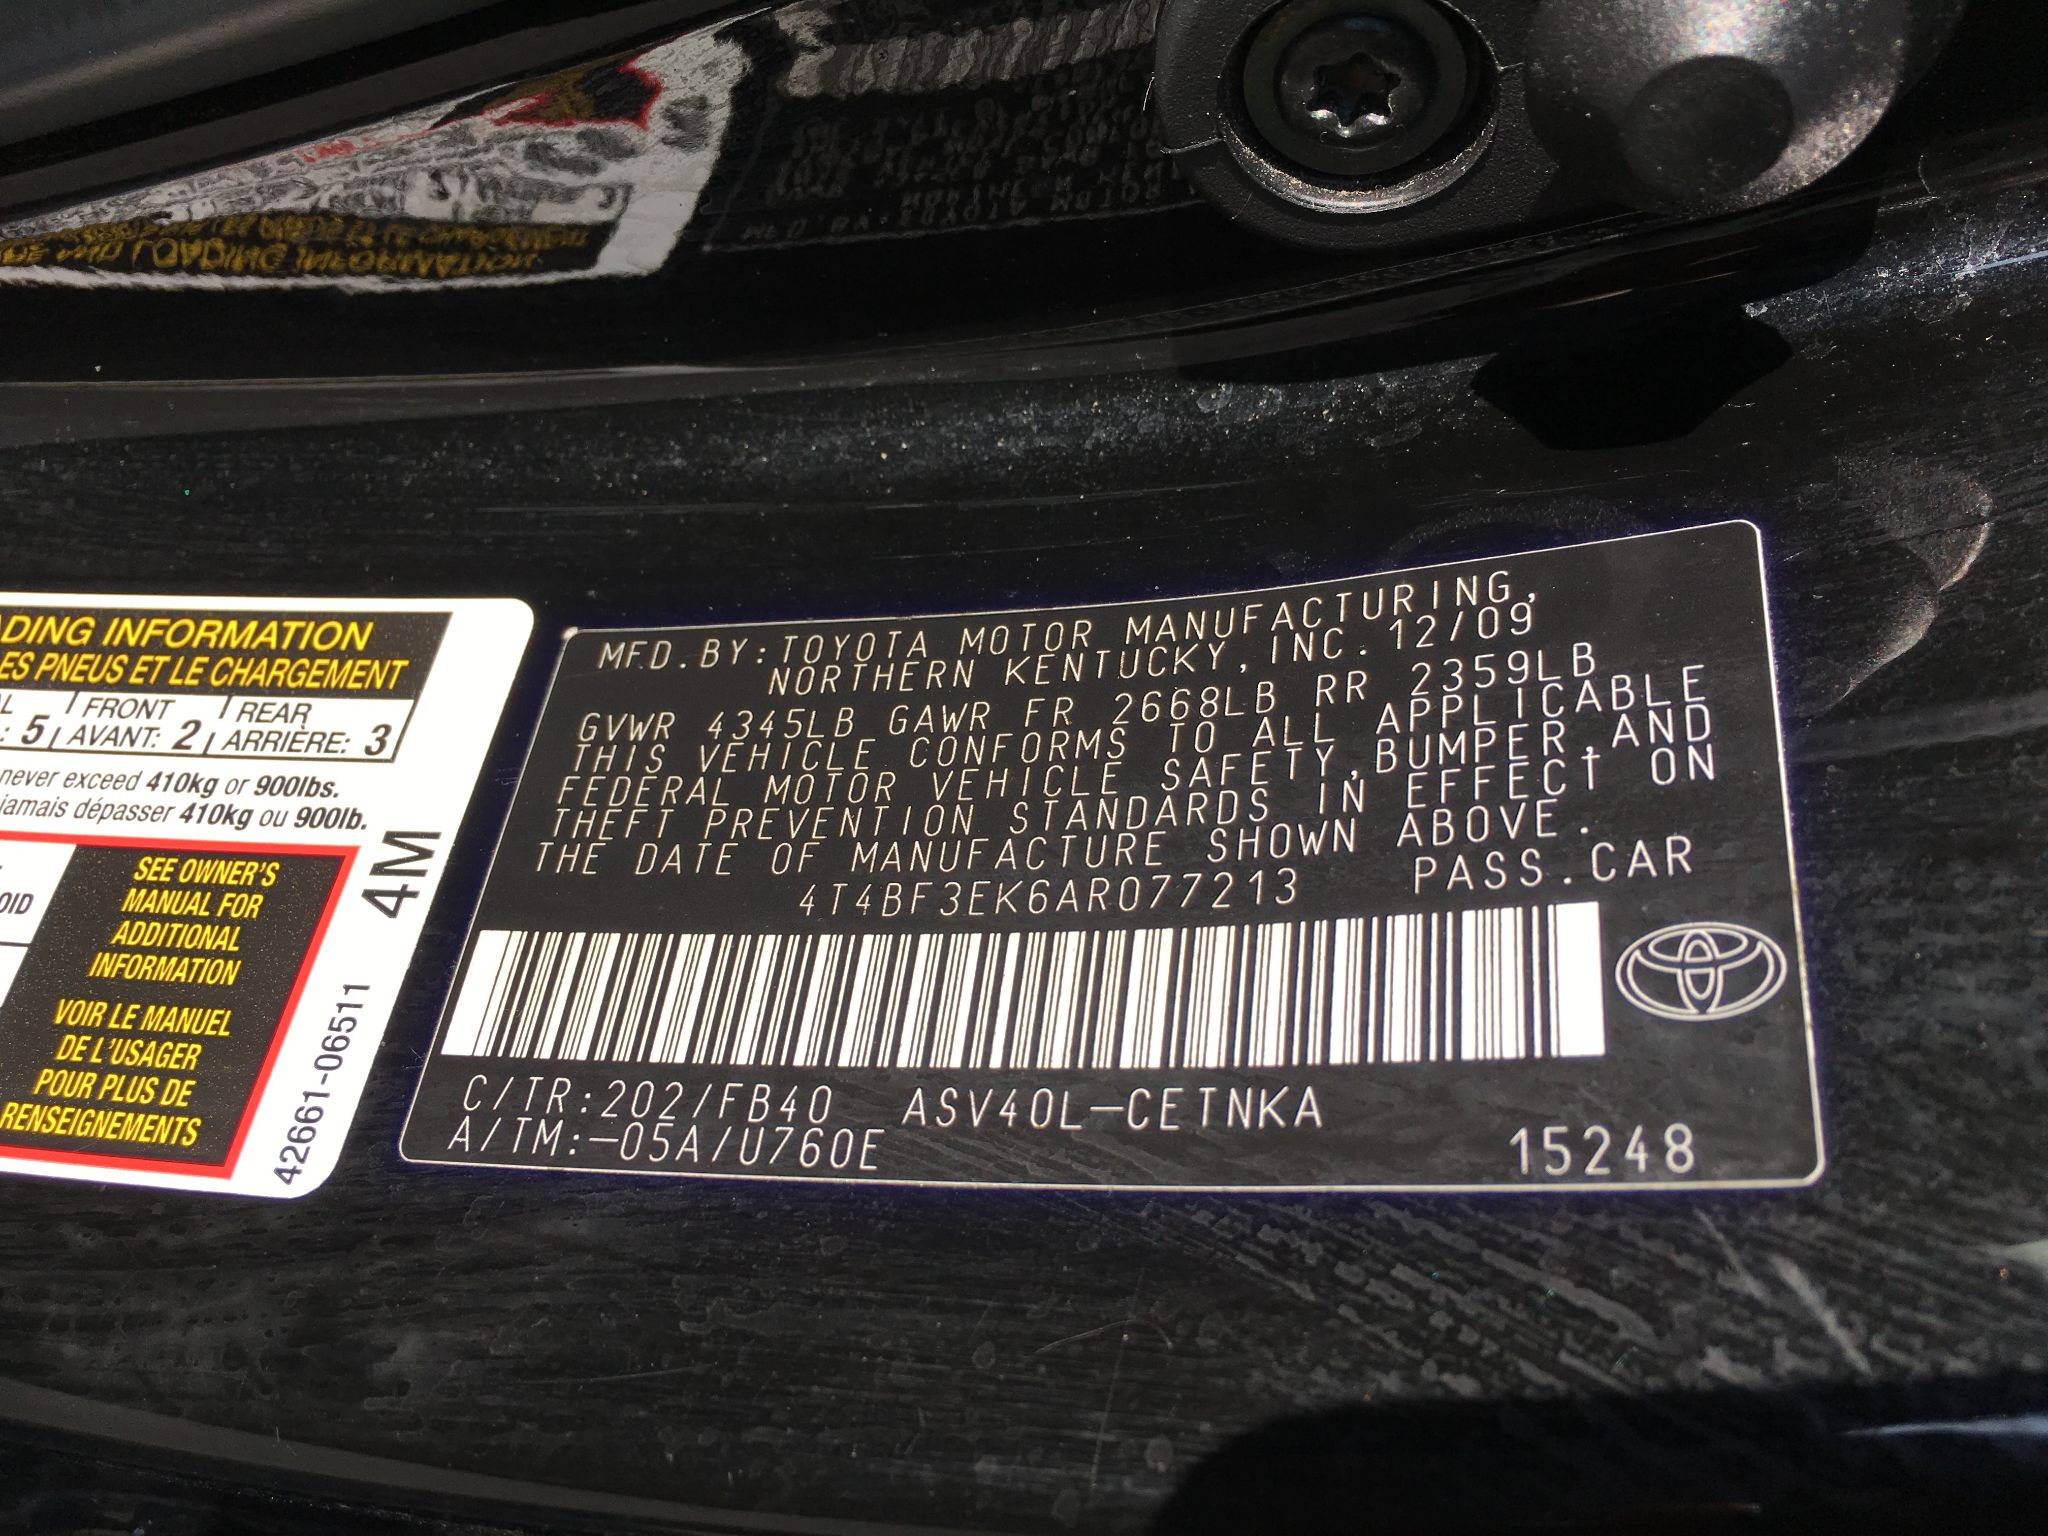 DING INFORMATION
ES PNEUS ET LE CHARGEMENT
FRONT REAR
: 5 AVANT: 2 ARRIÈRE: 3
never exceed 410kg or 900lbs.
jamais dépasser 410kg ou 900lb.
SEE OWNER'S
MANUAL FOR
ADDITIONAL
INFORMATION
VOIR LE MANUEL
DE L'USAGER
POUR PLUS DE
RENSEIGNEMENTS
4M
42661-06511
MFD.BY:TOYOTA MOTOR MANUFACTURING,
NORTHERN KENTUCKY,INC.12/09
GVWR 4345LB GAWR FR 2668LB RR 2359LB
THIS VEHICLE CONFORMS TO ALL APPLICABLE
FEDERAL MOTOR VEHICLE SAFETY,BUMPER,AND
THEFT PREVENTION STANDARDS IN EFFECT ON
THE DATE OF MANUFACTURE SHOWN ABOVE.
4T4BF3EK6AR077213 PASS.CAR
C/TR:202/FB40 ASV40L-CETNKA
A/TM:-05A/U760E 15248